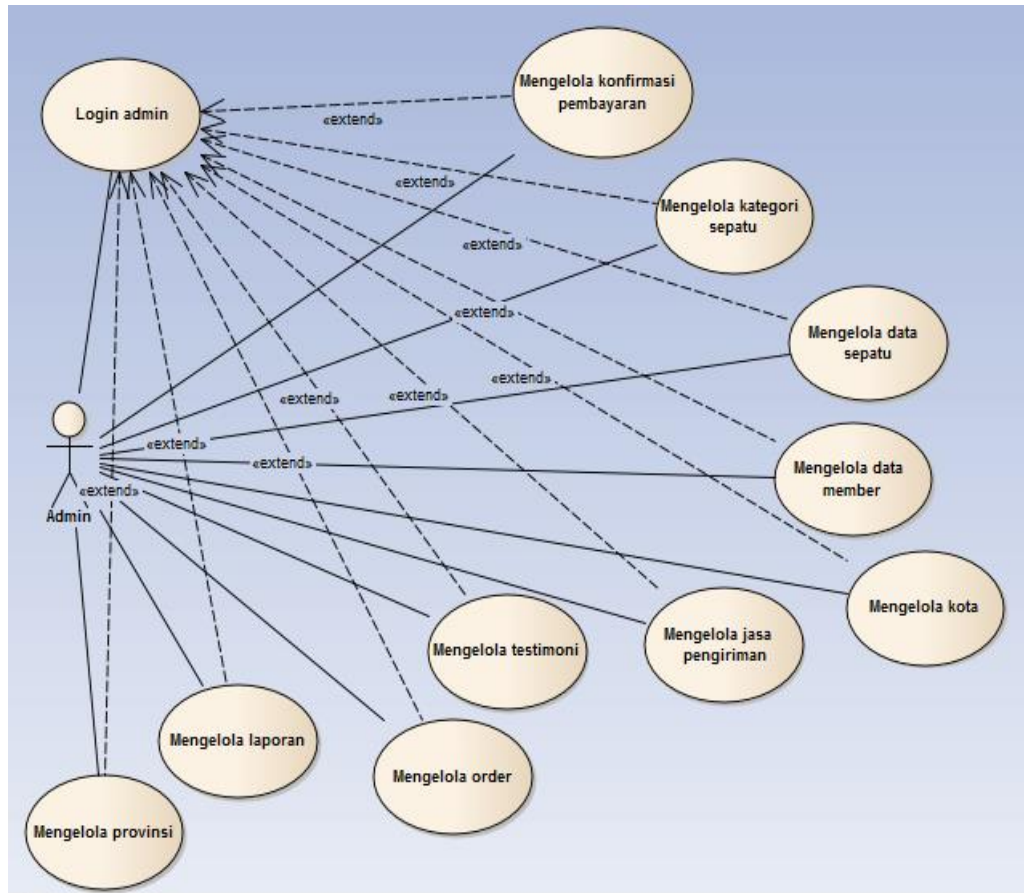 Login admin
Mengelola konfirmasi
pembayaran
«extend»
«extend»
Mengelola kategori
sepatu
«extend»
Mengelola data
sepatu
«extend»
«extend»
«extend»
«extend»
«extend»
«extend»
«extend»
Admin
Mengelola data
member
Mengelola kota
Mengelola jasa
pengiriman
Mengelola testimoni
Mengelola laporan
Mengelola order
Mengelola provinsi